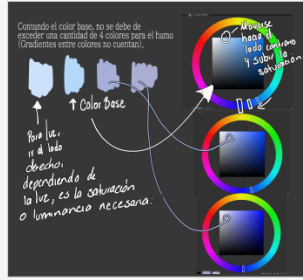 Contando el color base, no se debe de
exceder una cantidad de 4 colores para el humo
(Gradientes entre colores no cuentan).
Moverse
hacia el
lado contrario
y subir la
saturación
↑ Color Base
Para luz,
ir al lado
derecho,
dependiendo de
la luz, es la saturación
o luminancia necesaria.